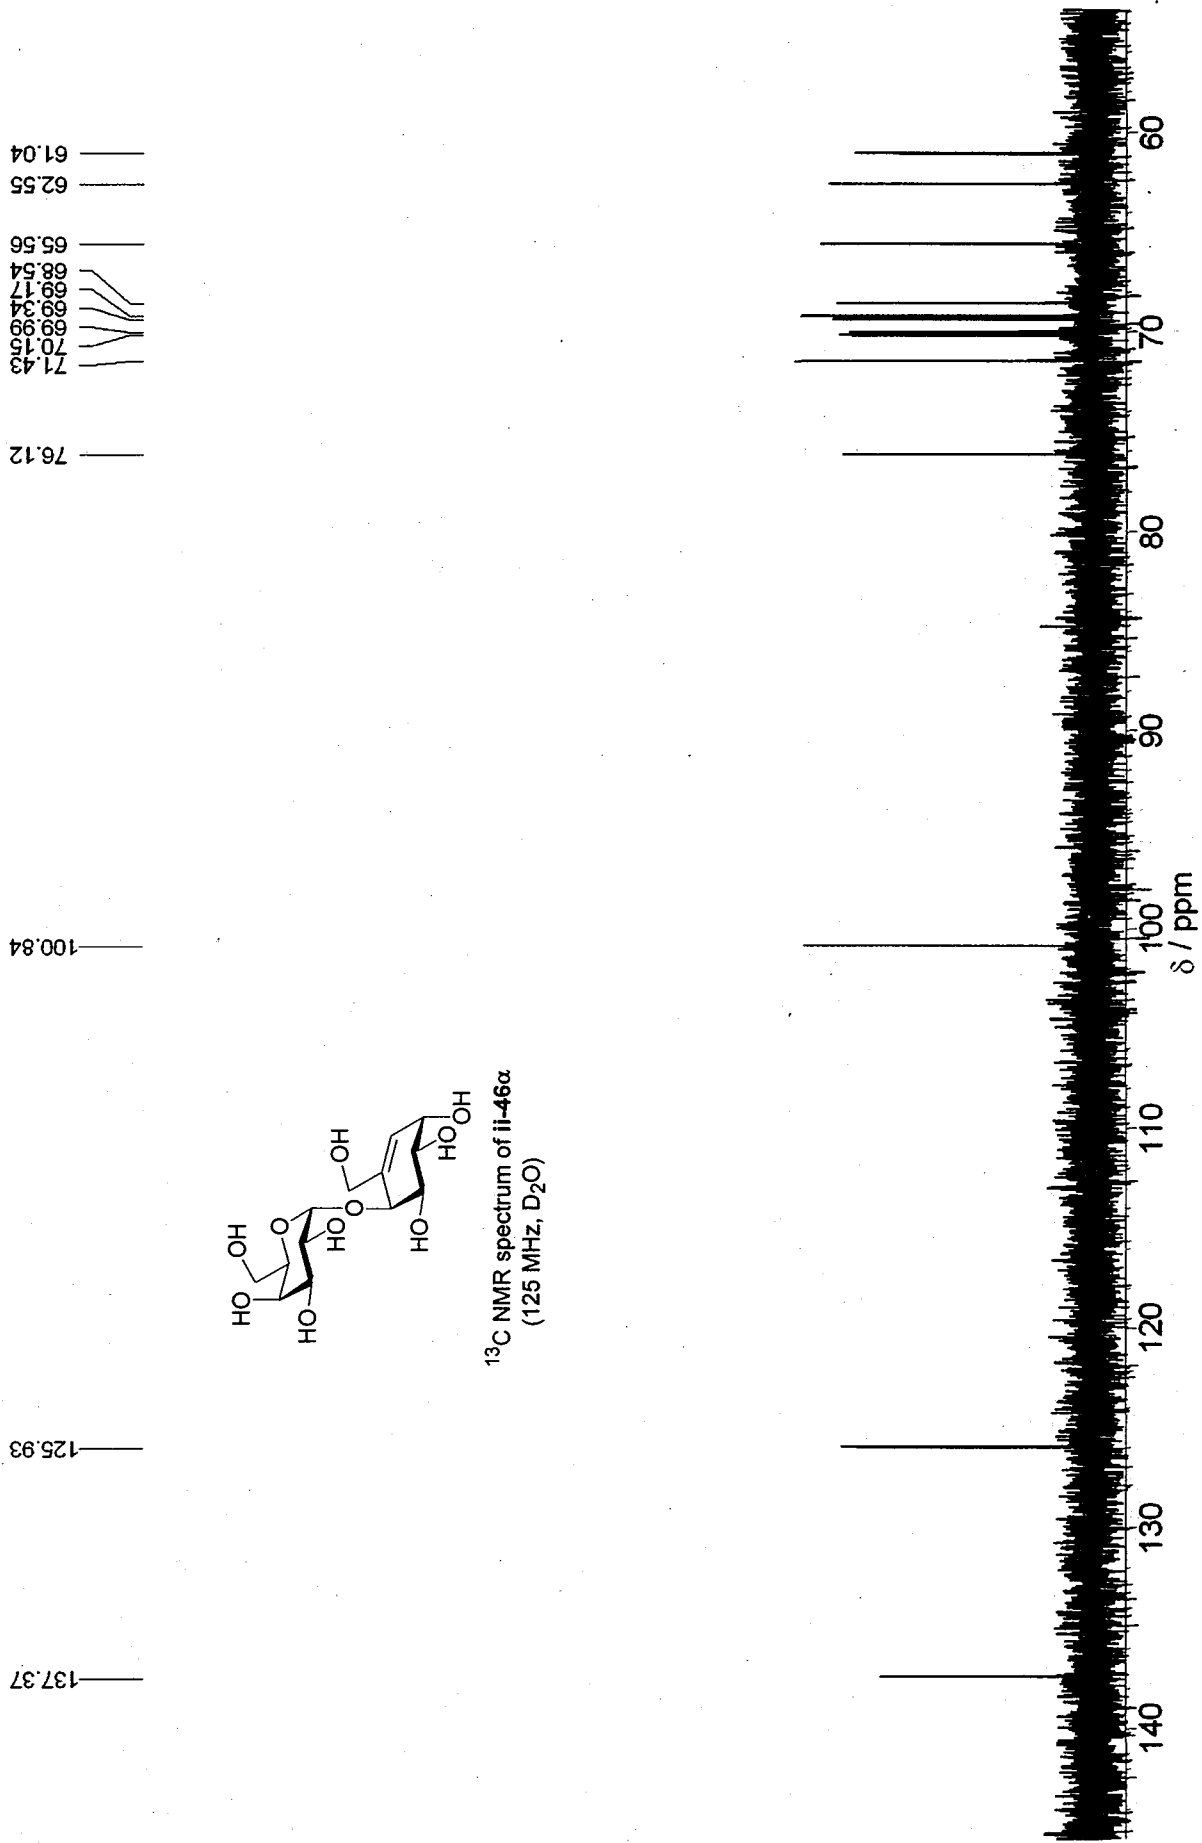 137.37
125.93
100.84
76.12
71.43
70.15
69.99
69.34
69.17
68.54
65.56
62.55
61.04
HO
OH
O
HO
HO
O
OH
HO
HO
OH
¹³C NMR spectrum of ii-46α
(125 MHz, D₂O)
140 130 120 110 100 90 80 70 60
δ / ppm